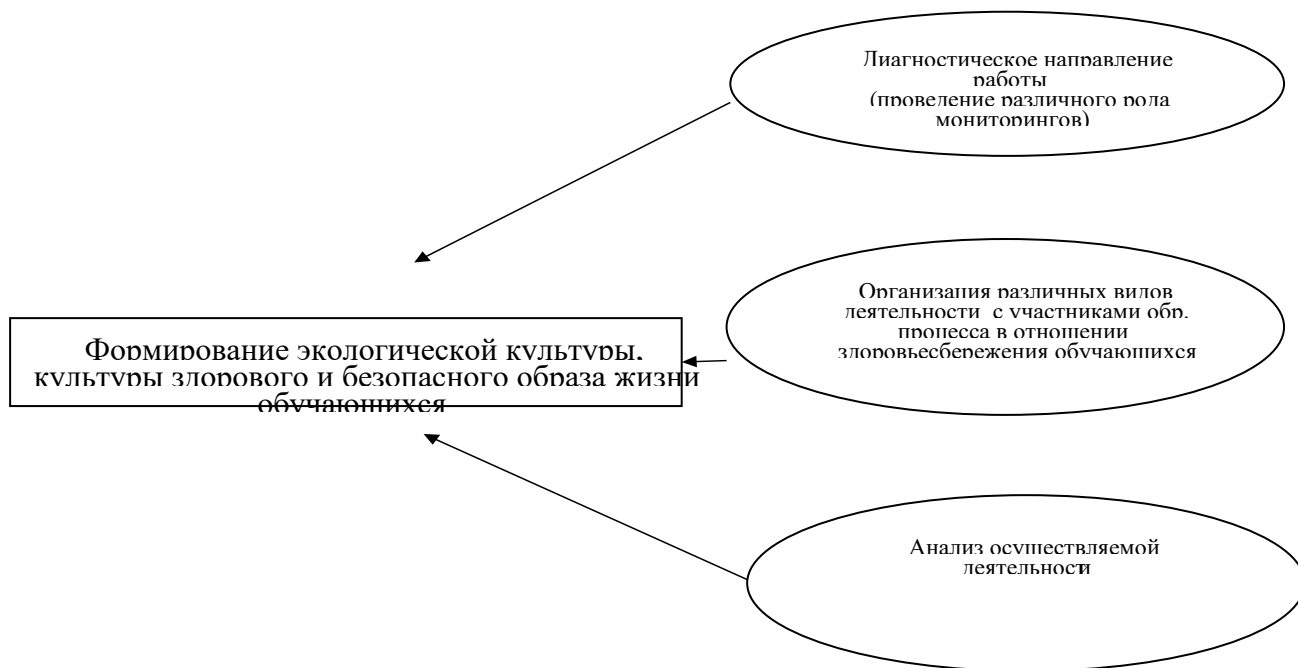 Диагностическое направление
работы
(проведение различного рода
мониторингов)
Организация различных видов
деятельности с участниками обр.
процесса в отношении
здоровьесбережения обучающихся
Формирование экологической культуры,
культуры здорового и безопасного образа жизни
обучающихся
Анализ осуществляемой
деятельности